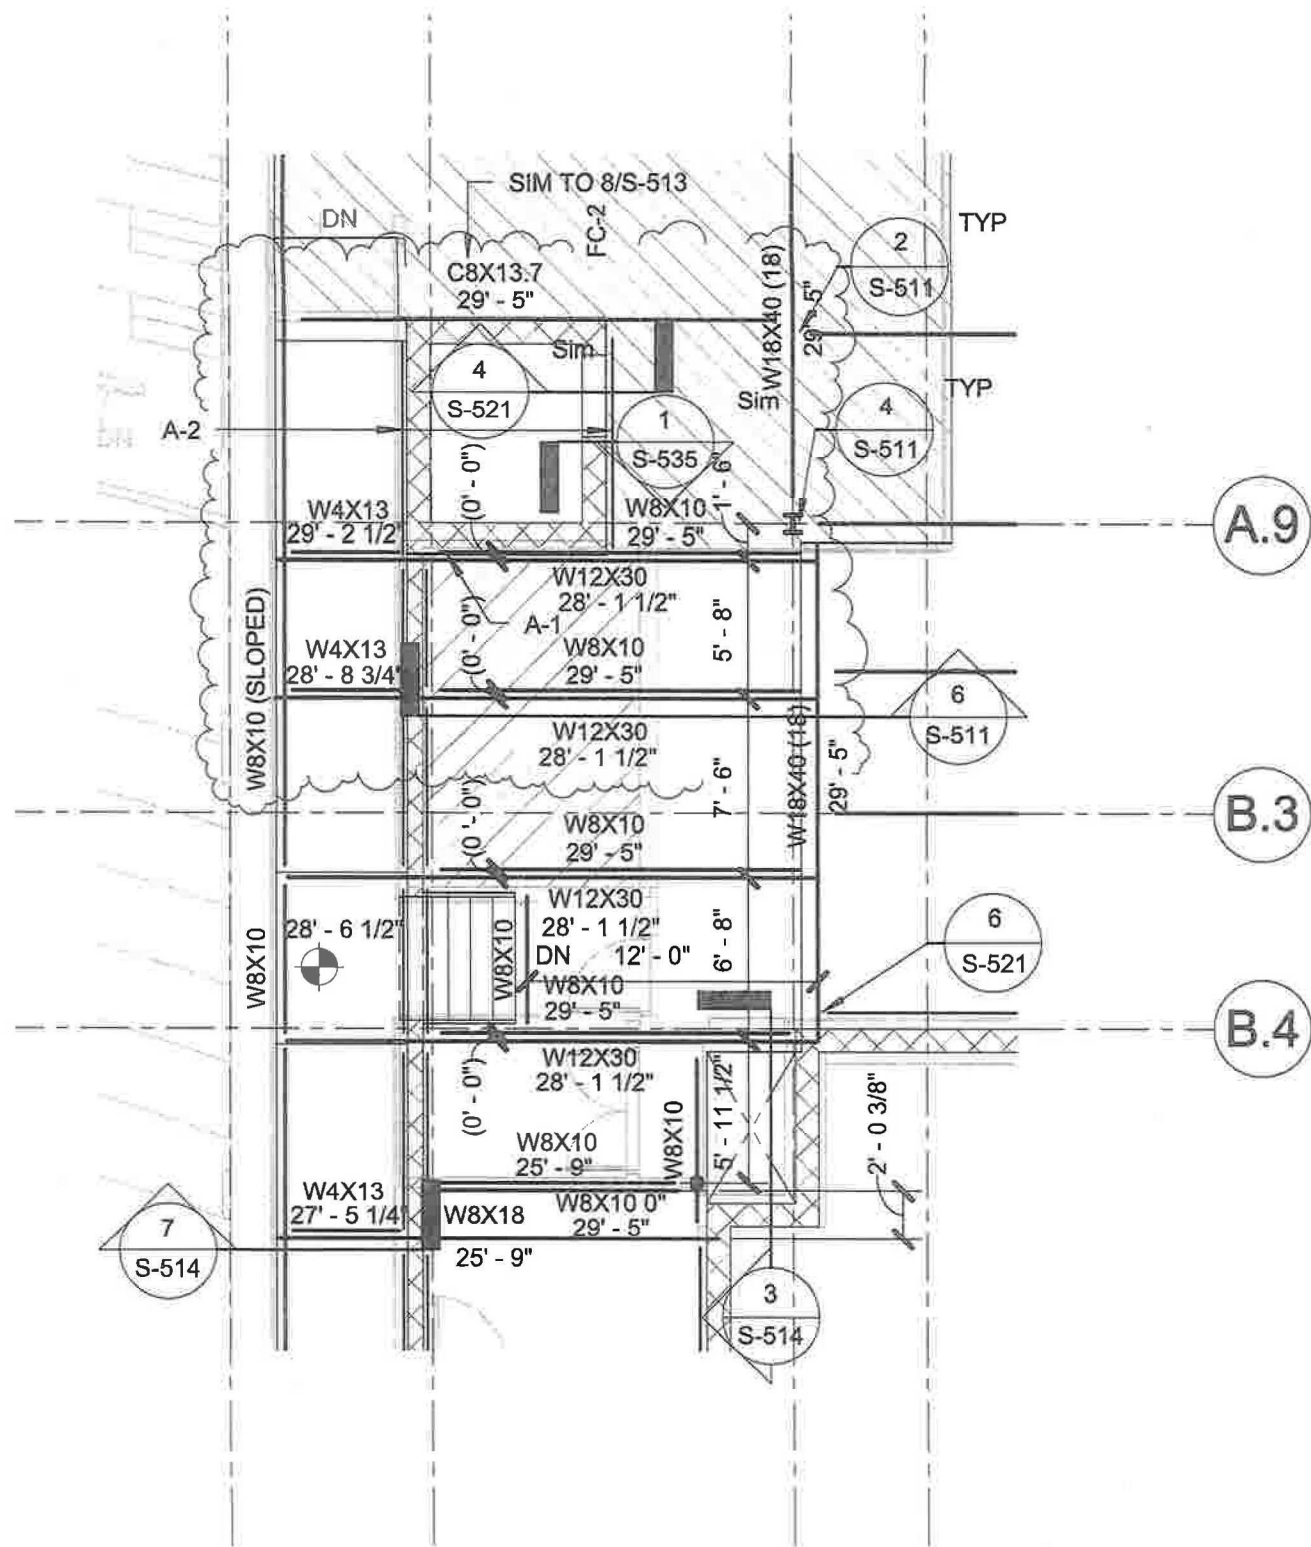 SIM TO 8/S-513
DN
FC-2
TYP
2
S-511
C8X13.7
29' - 5"
W18X40 (18)
29' - 5"
Sim
4
S-521
Sim
TYP
4
S-511
A-2
1
S-535
(0' - 0")
1' - 6"
W4X13
29' - 2 1/2"
W8X10
29' - 5"
A.9
W12X30
28' - 1 1/2"
A-1
W8X10 (SLOPED)
W4X13
28' - 8 3/4"
(0' - 0")
W8X10
29' - 5"
5' - 8"
6
S-511
W12X30
28' - 1 1/2"
7' - 6"
W18X40 (18)
29' - 5"
B.3
(0' - 0")
W8X10
29' - 5"
W12X30
28' - 1 1/2"
28' - 6 1/2"
W8X10
W8X10
DN
12' - 0"
6' - 8"
6
S-521
W8X10
29' - 5"
B.4
(0' - 0")
W12X30
28' - 1 1/2"
W8X10
5' - 11 1/2"
2' - 0 3/8"
W8X10
25' - 9"
W4X13
27' - 5 1/4"
W8X18
25' - 9"
W8X10 0"
29' - 5"
7
S-514
3
S-514